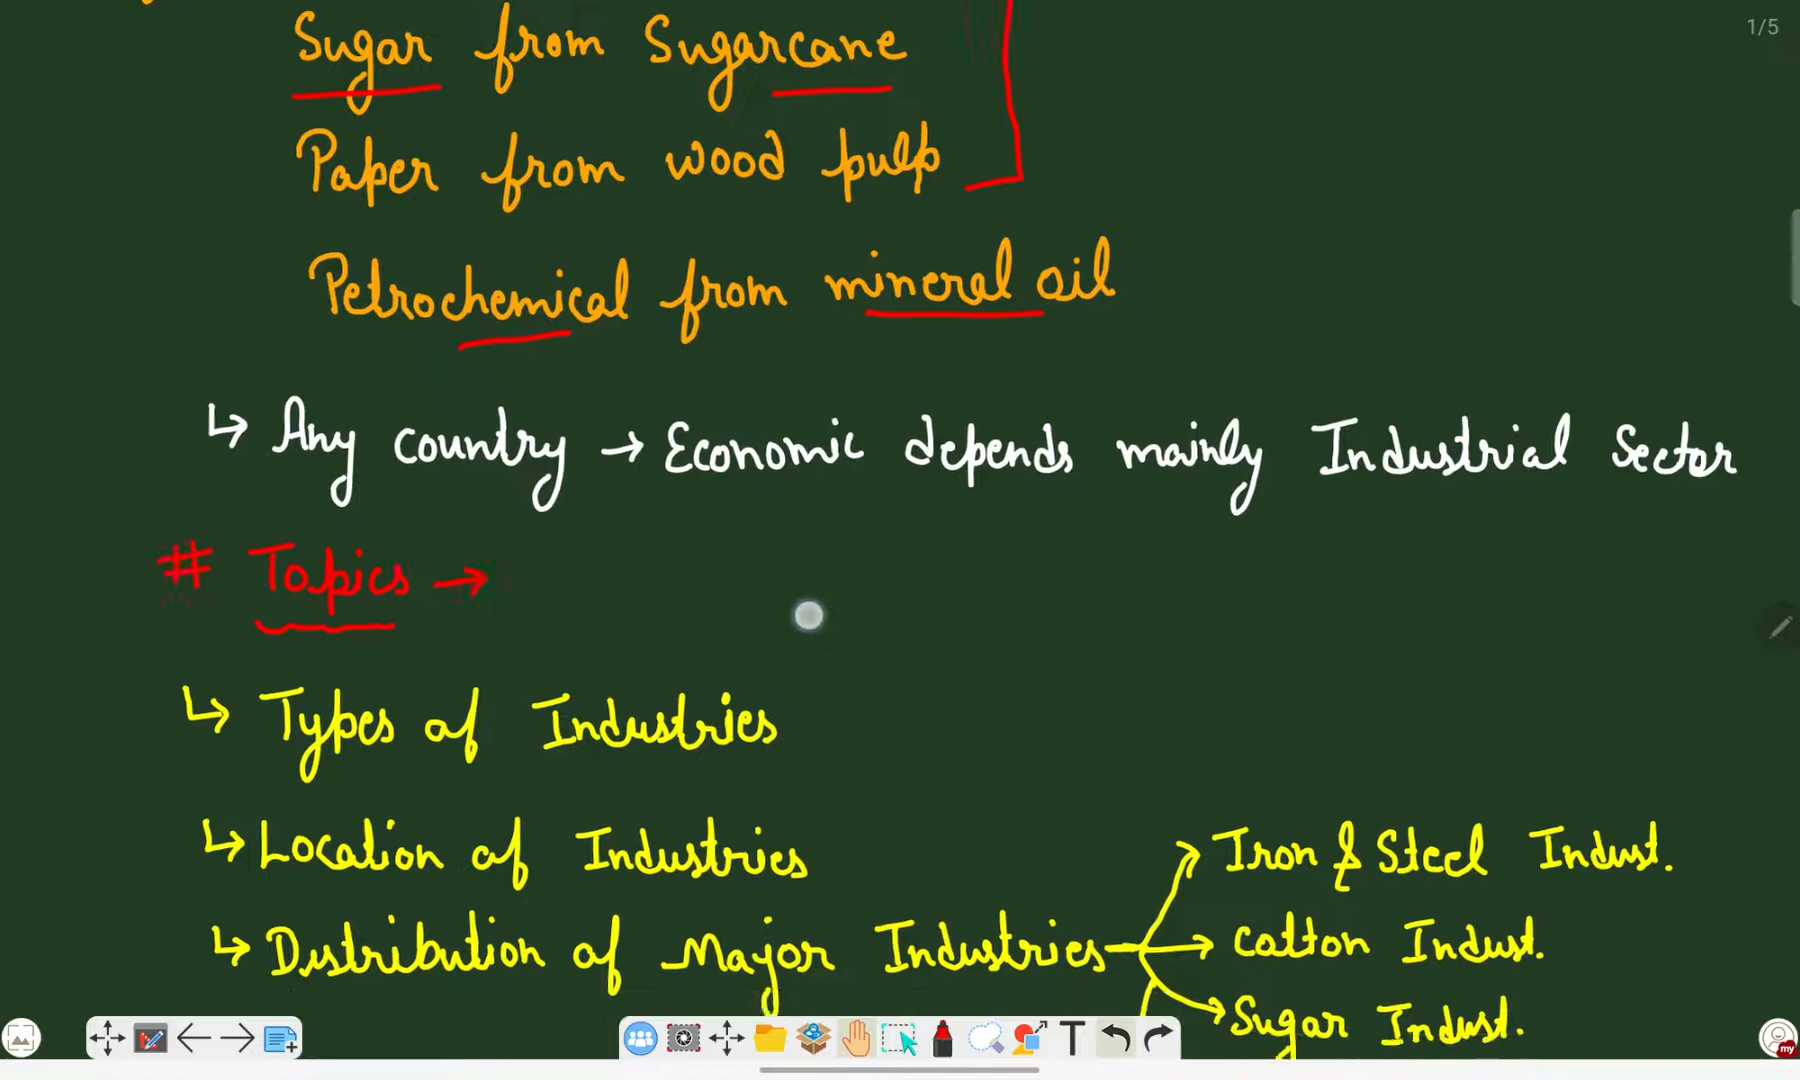 1/5
Sugar from Sugarcane
Paper from wood pulp
Petrochemical from mineral oil
↳ Any country → Economic depends mainly Industrial Sector
# Topics →
↳ Types of Industries
↳ Location of Industries
↳ Distribution of Major Industries
→ Iron & Steel Indust.
→ Cotton Indust.
→ Sugar Indust.
T
my